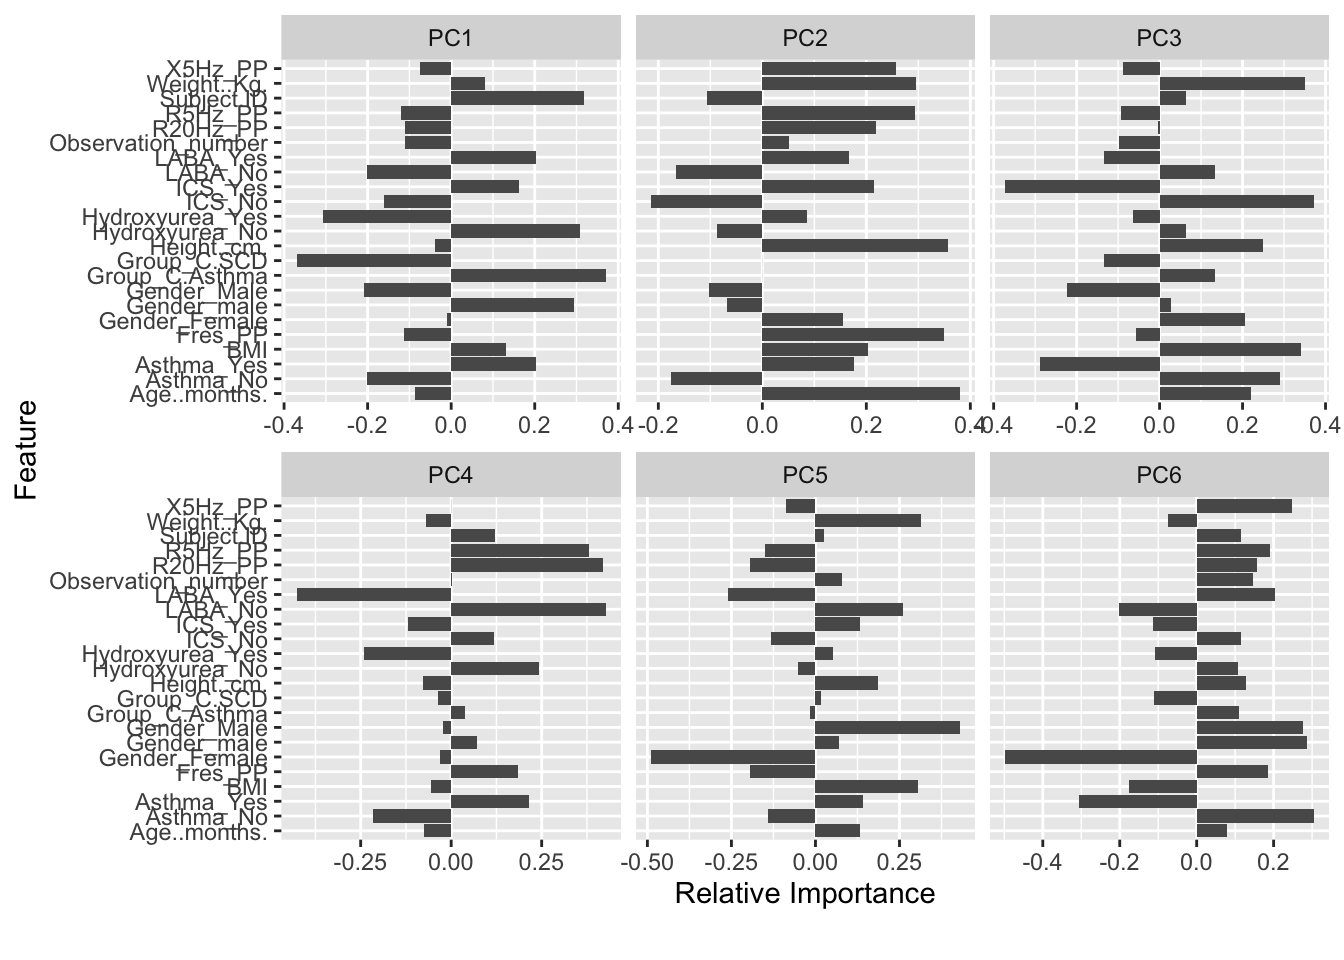 PC1 PC2 PC3
X5Hz_PP
Weight..Kg.
Subject.ID
R5Hz_PP
R20Hz_PP
Observation_number
LABA_Yes
LABA_No
ICS_Yes
ICS_No
Hydroxyurea_Yes
Hydroxyurea_No
Height..cm.
Group_C.SCD
Group_C.Asthma
Gender_Male
Gender_male
Gender_Female
Fres_PP
BMI
Asthma_Yes
Asthma_No
Age..months.
-0.4 -0.2 0.0 0.2 0.4 -0.2 0.0 0.2 0.4 -0.4 -0.2 0.0 0.2 0.4
Feature
PC4 PC5 PC6
X5Hz_PP
Weight..Kg.
Subject.ID
R5Hz_PP
R20Hz_PP
Observation_number
LABA_Yes
LABA_No
ICS_Yes
ICS_No
Hydroxyurea_Yes
Hydroxyurea_No
Height..cm.
Group_C.SCD
Group_C.Asthma
Gender_Male
Gender_male
Gender_Female
Fres_PP
BMI
Asthma_Yes
Asthma_No
Age..months.
-0.25 0.00 0.25 -0.50 -0.25 0.00 0.25 -0.4 -0.2 0.0 0.2
Relative Importance